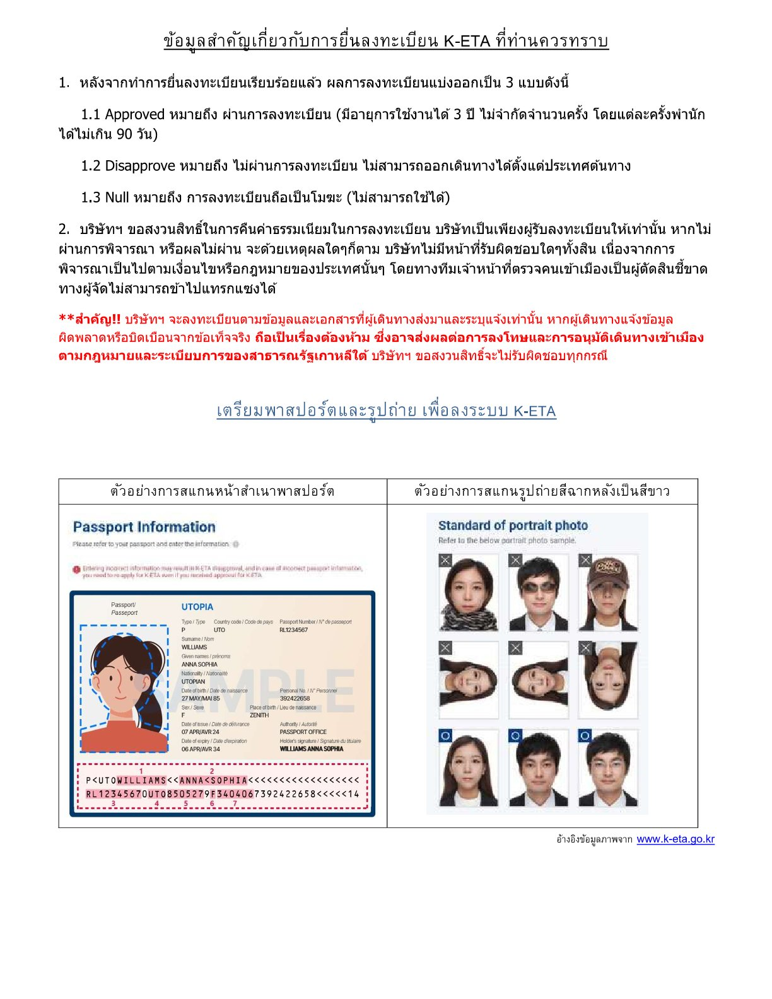 ข้อมูลสำคัญเกี่ยวกับการยื่นลงทะเบียน K-ETA ที่ท่านควรทราบ
1. หลังจากทำการยื่นลงทะเบียนเรียบร้อยแล้ว ผลการลงทะเบียนแบ่งออกเป็น 3 แบบดังนี้
1.1 Approved หมายถึง ผ่านการลงทะเบียน (มีอายุการใช้งานได้ 3 ปี ไม่จำกัดจำนวนครั้ง โดยแต่ละครั้งพำนัก
ได้ไม่เกิน 90 วัน)
1.2 Disapprove หมายถึง ไม่ผ่านการลงทะเบียน ไม่สามารถออกเดินทางได้ตั้งแต่ประเทศต้นทาง
1.3 Null หมายถึง การลงทะเบียนถือเป็นโมฆะ (ไม่สามารถใช้ได้)
2. บริษัทฯ ขอสงวนสิทธิ์ในการคืนค่าธรรมเนียมในการลงทะเบียน บริษัทเป็นเพียงผู้รับลงทะเบียนให้เท่านั้น หากไม่
ผ่านการพิจารณา หรือผลไม่ผ่าน จะด้วยเหตุผลใดๆก็ตาม บริษัทไม่มีหน้าที่รับผิดชอบใดๆทั้งสิน เนื่องจากการ
พิจารณาเป็นไปตามเงื่อนไขหรือกฎหมายของประเทศนั้นๆ โดยทางทีมเจ้าหน้าที่ตรวจคนเข้าเมืองเป็นผู้ตัดสินชี้ขาด
ทางผู้จัดไม่สามารถข้าไปแทรกแซงได้
**สำคัญ!! บริษัทฯ จะลงทะเบียนตามข้อมูลและเอกสารที่ผู้เดินทางส่งมาและระบุแจ้งเท่านั้น หากผู้เดินทางแจ้งข้อมูล
ผิดพลาดหรือบิดเบือนจากข้อเท็จจริง ถือเป็นเรื่องต้องห้าม ซึ่งอาจส่งผลต่อการลงโทษและการอนุมัติเดินทางเข้าเมือง
ตามกฎหมายและระเบียบการของสาธารณรัฐเกาหลีใต้ บริษัทฯ ขอสงวนสิทธิ์จะไม่รับผิดชอบทุกกรณี
เตรียมพาสปอร์ตและรูปถ่าย เพื่อลงระบบ K-ETA
ตัวอย่างการสแกนหน้าสำเนาพาสปอร์ต
Passport Information
Please refer to your passport and enter the information.
Entering incorrect information may result in K-ETA disapproval, and in case of incorrect passport information,
you need to re-apply for K-ETA even if you received approval for K-ETA.
Passport/
Passeport
UTOPIA
Type / Type Country code / Code de pays Passport Number / N° de passeport
P UTO RL1234567
Surname / Nom
WILLIAMS
Given names / prénoms
ANNA SOPHIA
Nationality / Nationalité
UTOPIAN
SAMPLE
Date of birth / Date de naissance Personal No. / N° Personnel
27 MAY/MAI 85 392422658
Sex / Sexe Place of birth / Lieu de naissance
F ZENITH
Date of issue / Date de délivrance Authority / Autorité
07 APR/AVR 24 PASSPORT OFFICE
Date of expiry / Date d'expiration Holder's signature / Signature du titulaire
06 APR/AVR 34 WILLIAMS ANNA SOPHIA
1 2
P<UTOWILLIAMS<<ANNA<SOPHIA<<<<<<<<<<<<<<<<<<
RL12345670UTO8505279F3404067392422658<<<<<14
3 4 5 6 7
ตัวอย่างการสแกนรูปถ่ายสีฉากหลังเป็นสีขาว
Standard of portrait photo
Refer to the below portrait photo sample.
อ้างอิงข้อมูลภาพจาก www.k-eta.go.kr